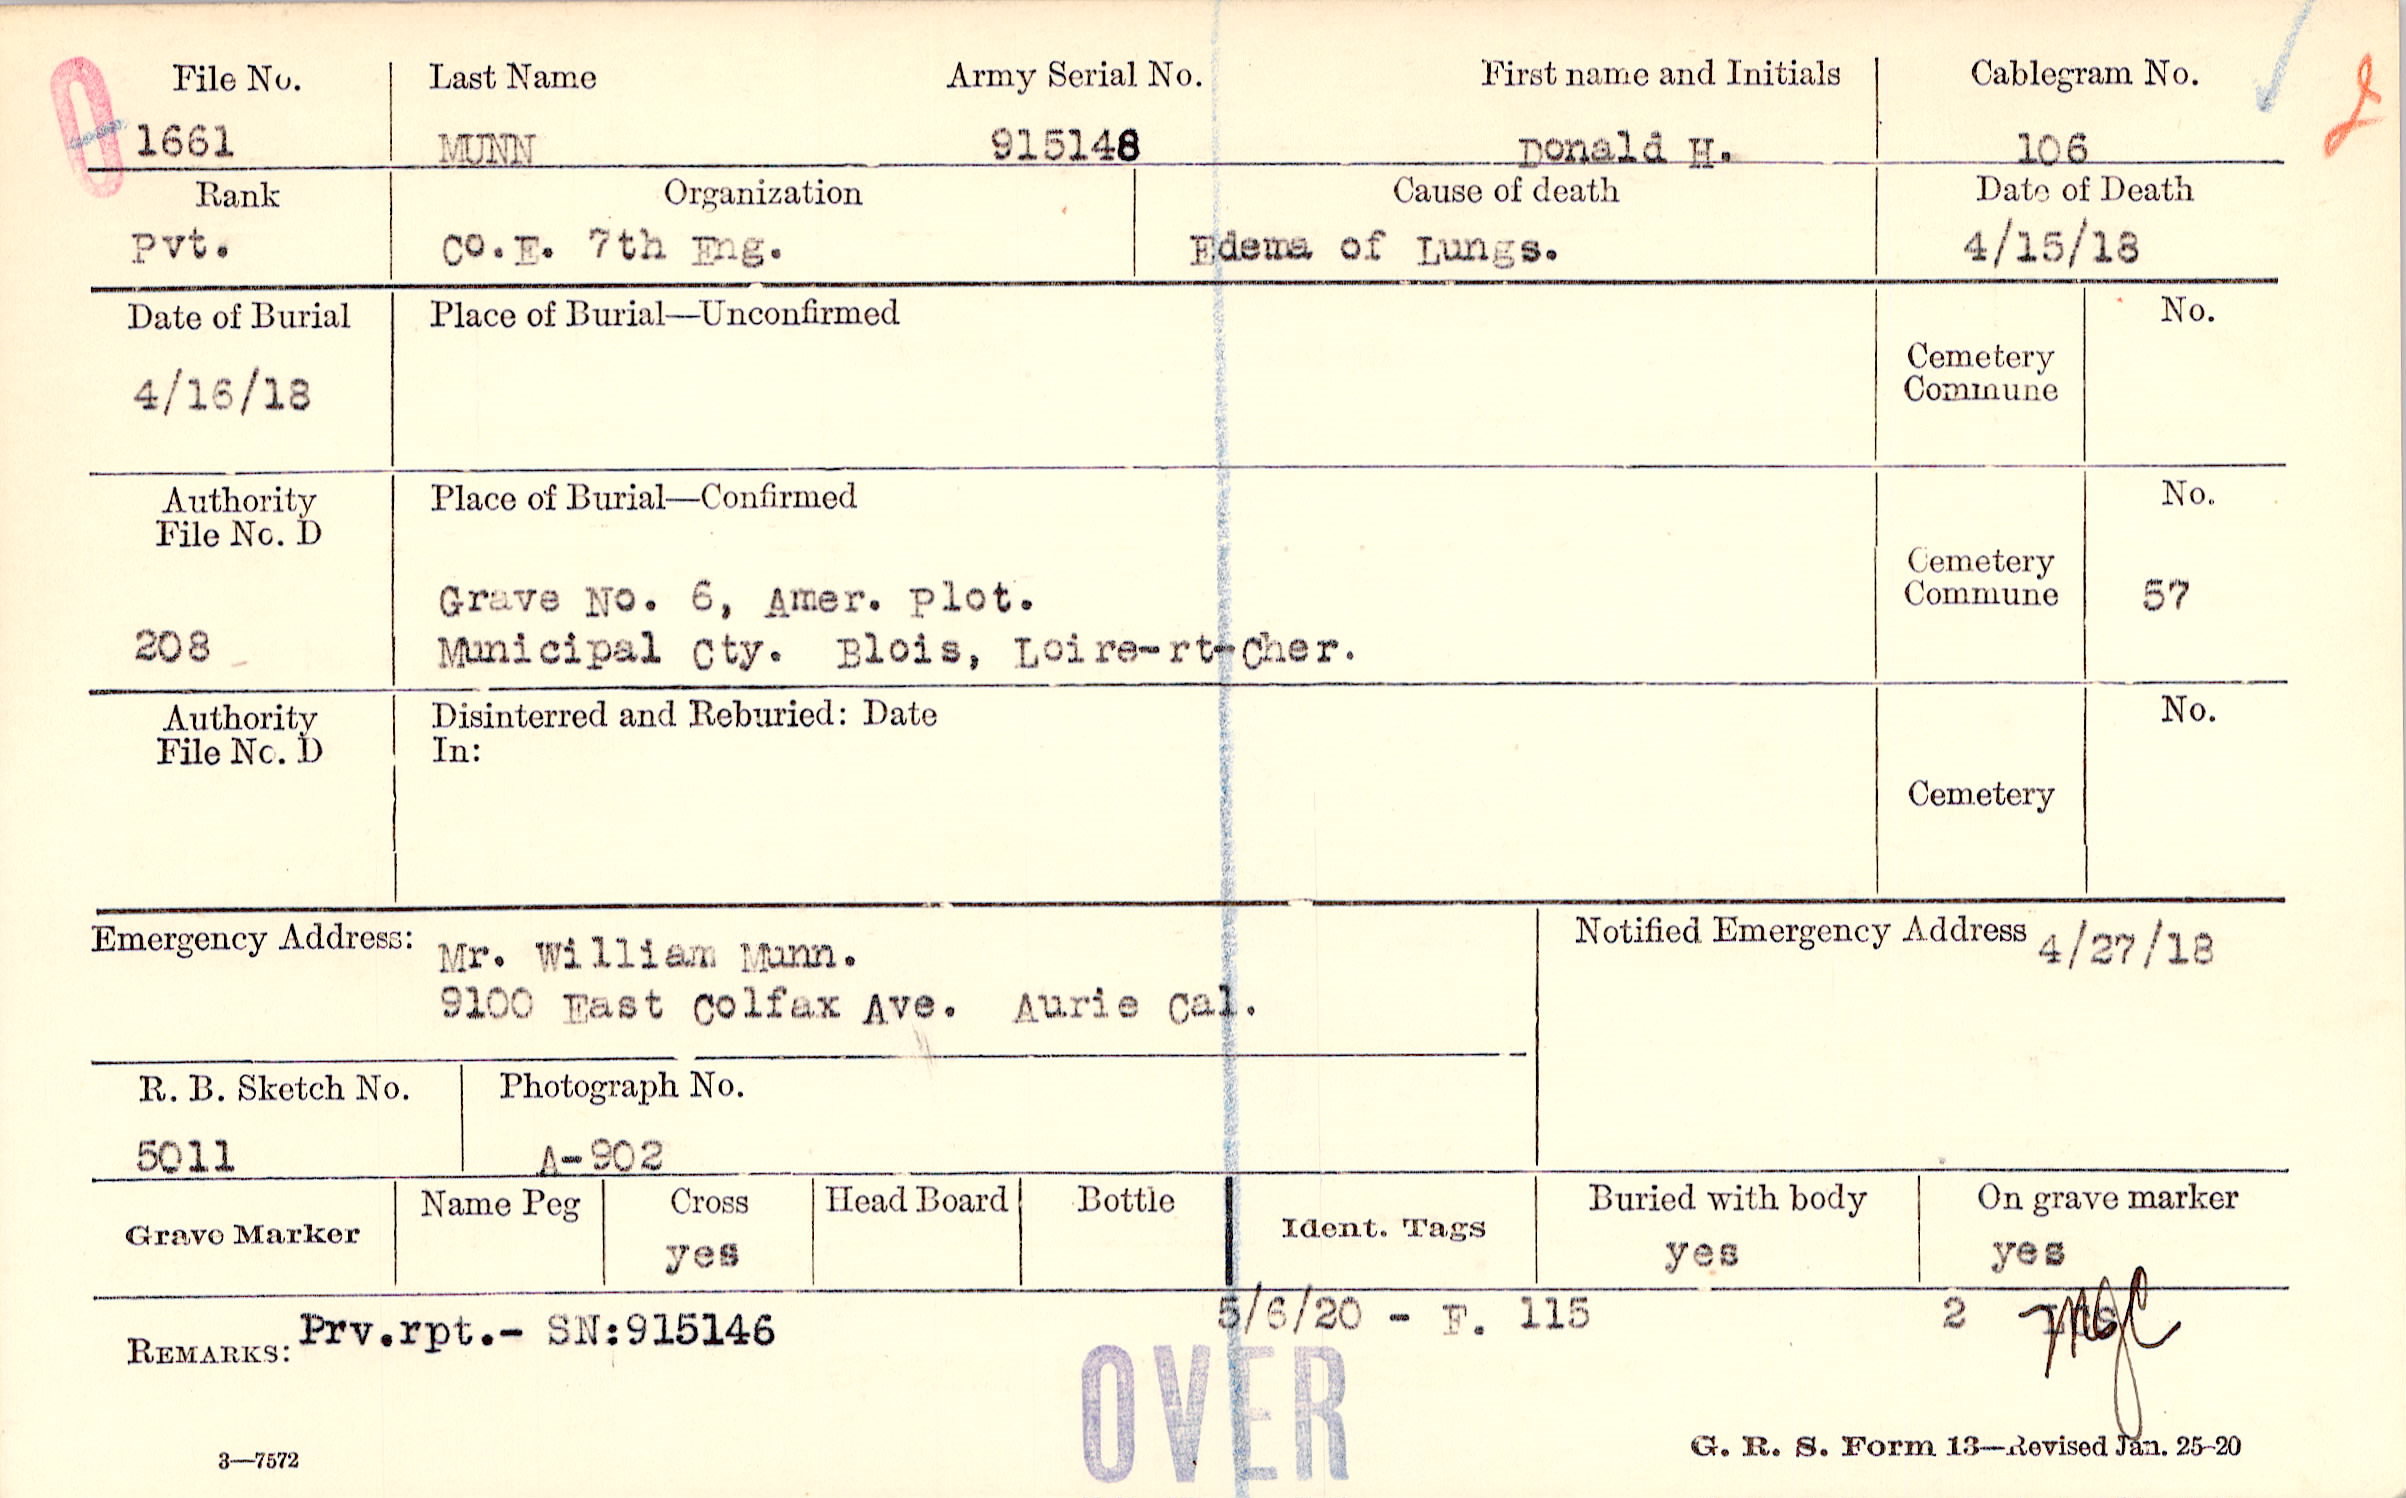 File No. Last Name Army Serial No. First name and Initials Cablegram No.
1661 MUNN 915148 Donald H. 106
Rank Organization Cause of death Date of Death
Pvt. Co.E. 7th Eng. Edema of Lungs. 4/15/18
Date of Burial Place of Burial—Unconfirmed No.
Cemetery
Commune
4/16/18
Authority Place of Burial—Confirmed No.
File No. D
Cemetery
Commune 57
Grave No. 6, Amer. Plot.
208 Municipal Cty. Blois, Loire-rt-Cher.
Authority Disinterred and Reburied: Date No.
File No. D In:
Cemetery
Emergency Address: Mr. William Munn. Notified Emergency Address 4/27/18
9100 East Colfax Ave. Aurie Cal.
R. B. Sketch No. Photograph No.
5011 A-902
Grave Marker Name Peg Cross Head Board Bottle Ident. Tags Buried with body On grave marker
yes yes yes
5/6/20 - F. 115 2
REMARKS: Prv.rpt.- SN:915146
OVER
3—7572 G. R. S. Form 13—Revised Jan. 25-20